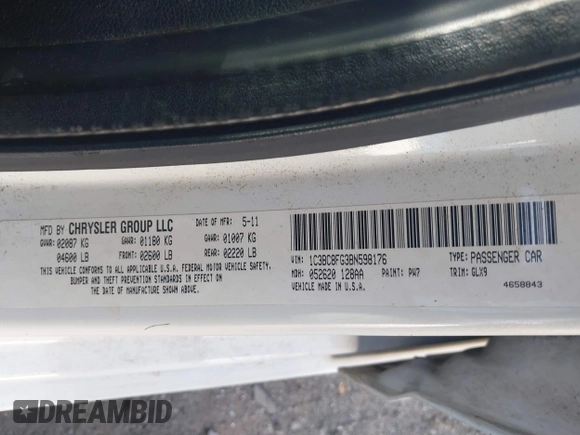 MFD BY CHRYSLER GROUP LLC DATE OF MFR: 5-11
GVWR: 02087 KG GAWR: 01180 KG GAWR: 01007 KG
04600 LB FRONT: 02600 LB REAR: 02220 LB
THIS VEHICLE CONFORMS TO ALL APPLICABLE U.S.A. FEDERAL MOTOR VEHICLE SAFETY,
BUMPER AND THEFT PREVENTION STANDARDS IN EFFECT ON
THE DATE OF MANUFACTURE SHOWN ABOVE.
VIN: 1C3BC8FG3BN598176 TYPE: PASSENGER CAR
MDH: 052620 128AA PAINT: PW7 TRIM: GLX9
VEHICLE MADE IN U.S.A. 4658843
DREAMBID